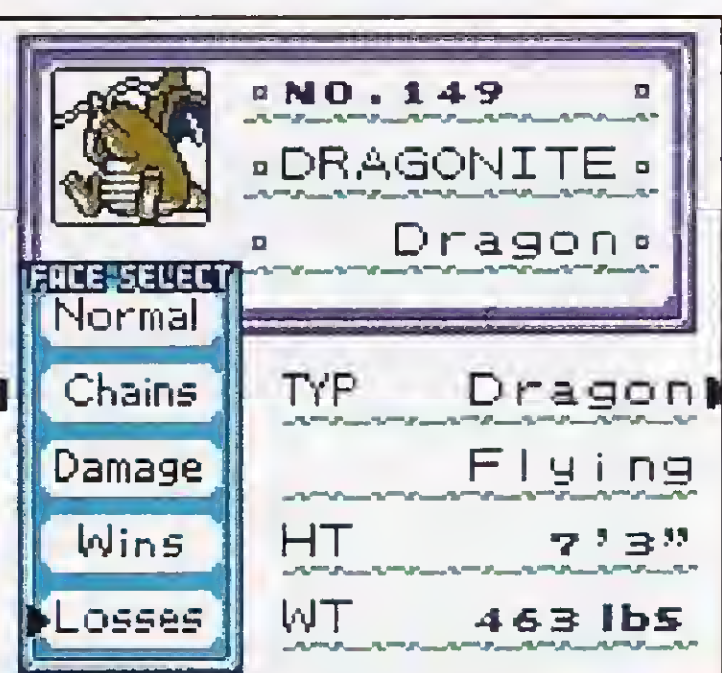 NO.149
DRAGONITE
Dragon
FACE SELECT
Normal
Chains
Damage
Wins
Losses
TYP Dragon
Flying
HT 7'3"
WT 463 lbs